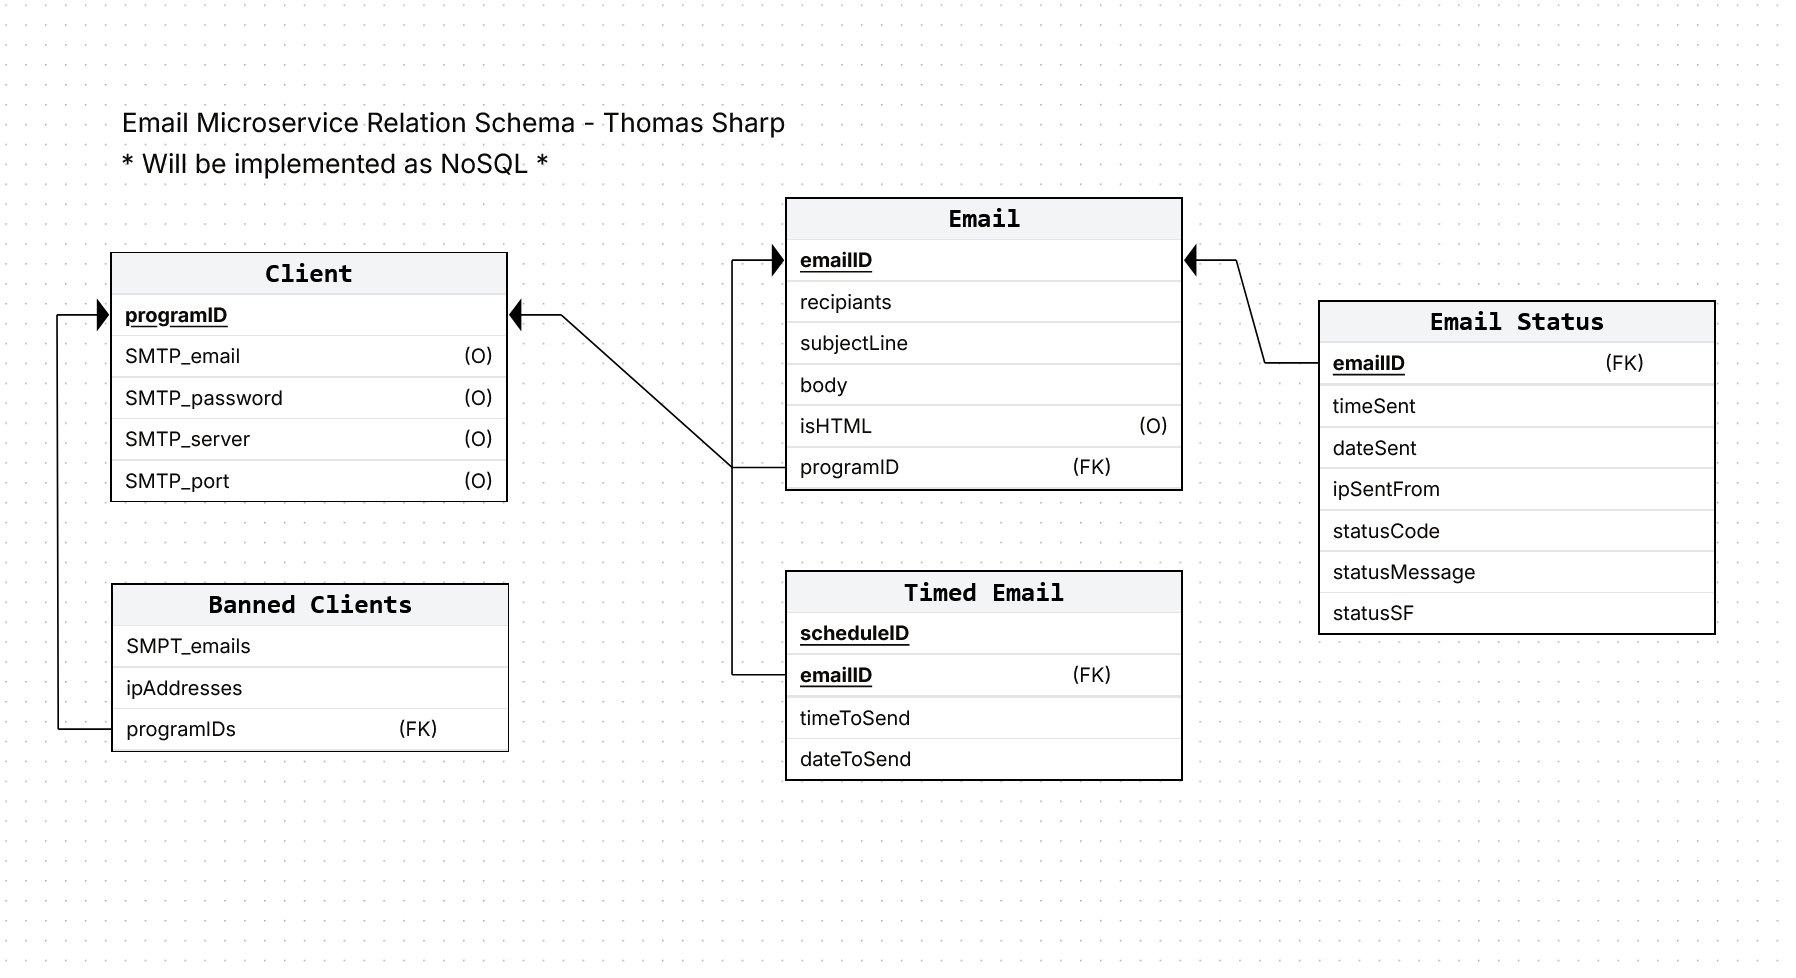 Email Microservice Relation Schema - Thomas Sharp
* Will be implemented as NoSQL *
Client
programID
SMTP_email (O)
SMTP_password (O)
SMTP_server (O)
SMTP_port (O)
Banned Clients
SMPT_emails
ipAddresses
programIDs (FK)
Email
emailID
recipiants
subjectLine
body
isHTML (O)
programID (FK)
Timed Email
scheduleID
emailID (FK)
timeToSend
dateToSend
Email Status
emailID (FK)
timeSent
dateSent
ipSentFrom
statusCode
statusMessage
statusSF